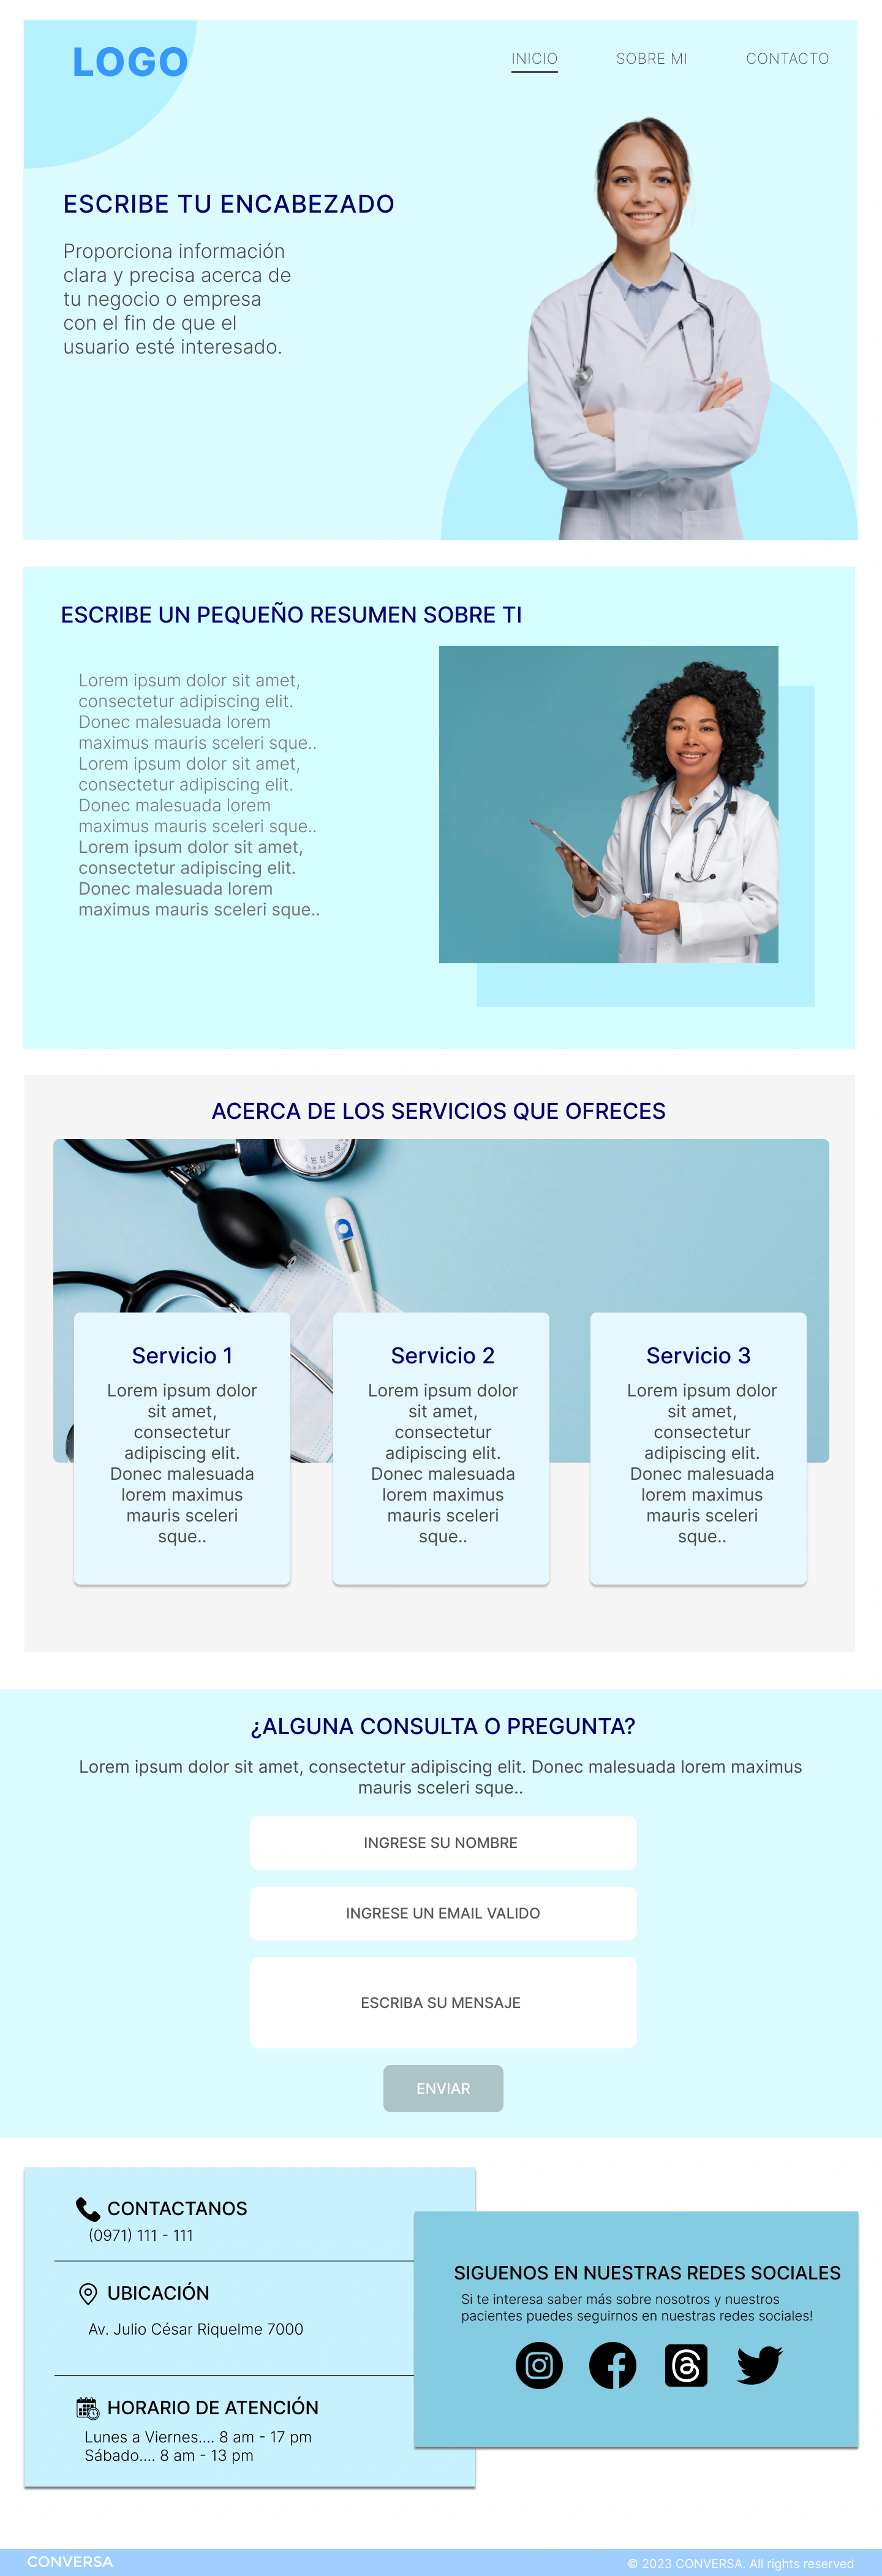 LOGO
INICIO SOBRE MI CONTACTO
ESCRIBE TU ENCABEZADO
Proporciona información
clara y precisa acerca de
tu negocio o empresa
con el fin de que el
usuario esté interesado.
ESCRIBE UN PEQUEÑO RESUMEN SOBRE TI
Lorem ipsum dolor sit amet,
consectetur adipiscing elit.
Donec malesuada lorem
maximus mauris sceleri sque..
Lorem ipsum dolor sit amet,
consectetur adipiscing elit.
Donec malesuada lorem
maximus mauris sceleri sque..
Lorem ipsum dolor sit amet,
consectetur adipiscing elit.
Donec malesuada lorem
maximus mauris sceleri sque..
ACERCA DE LOS SERVICIOS QUE OFRECES
Servicio 1
Lorem ipsum dolor
sit amet,
consectetur
adipiscing elit.
Donec malesuada
lorem maximus
mauris sceleri
sque..
Servicio 2
Lorem ipsum dolor
sit amet,
consectetur
adipiscing elit.
Donec malesuada
lorem maximus
mauris sceleri
sque..
Servicio 3
Lorem ipsum dolor
sit amet,
consectetur
adipiscing elit.
Donec malesuada
lorem maximus
mauris sceleri
sque..
¿ALGUNA CONSULTA O PREGUNTA?
Lorem ipsum dolor sit amet, consectetur adipiscing elit. Donec malesuada lorem maximus
mauris sceleri sque..
INGRESE SU NOMBRE
INGRESE UN EMAIL VALIDO
ESCRIBA SU MENSAJE
ENVIAR
CONTACTANOS
(0971) 111 - 111
UBICACIÓN
Av. Julio César Riquelme 7000
HORARIO DE ATENCIÓN
Lunes a Viernes.... 8 am - 17 pm
Sábado.... 8 am - 13 pm
SIGUENOS EN NUESTRAS REDES SOCIALES
Si te interesa saber más sobre nosotros y nuestros
pacientes puedes seguirnos en nuestras redes sociales!
CONVERSA
© 2023 CONVERSA. All rights reserved